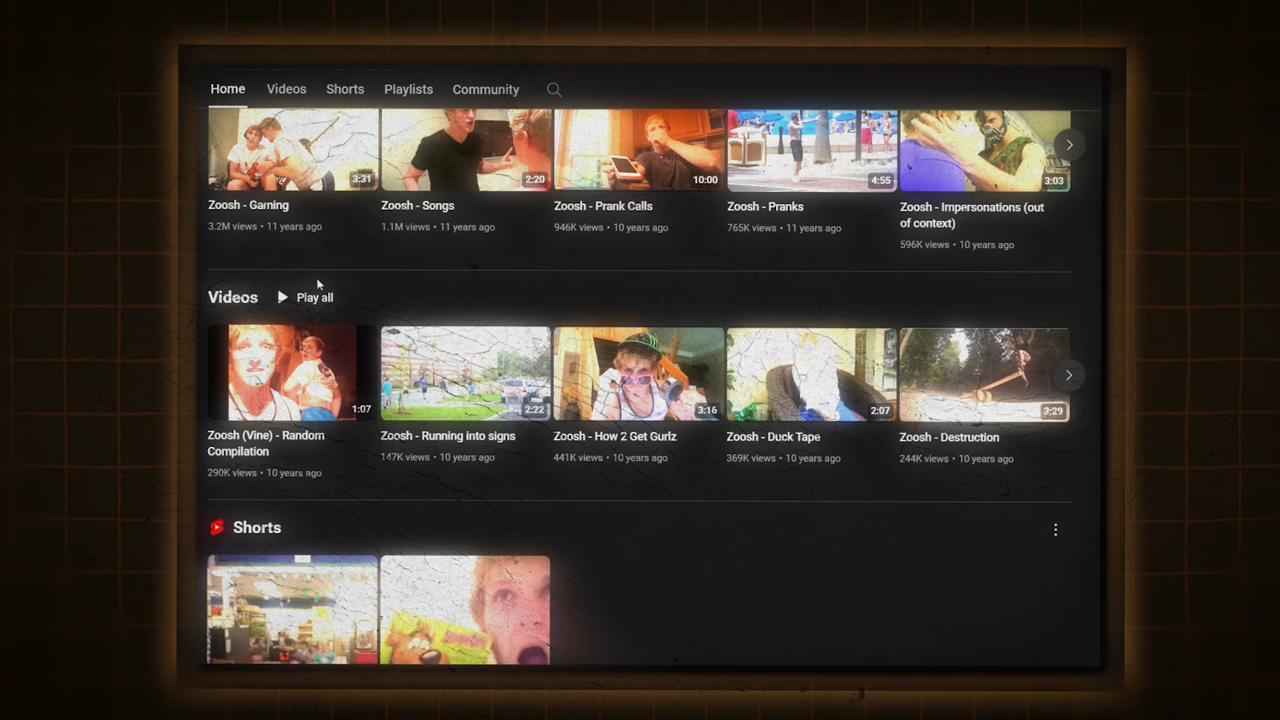 Home Videos Shorts Playlists Community
3:31 2:20 10:00 4:55 3:03
Zoosh - Gaming Zoosh - Songs Zoosh - Prank Calls Zoosh - Pranks Zoosh - Impersonations (out
of context)
3.2M views • 11 years ago 1.1M views • 11 years ago 946K views • 10 years ago 765K views • 11 years ago
596K views • 10 years ago
Videos Play all
1:07 2:22 3:16 2:07 3:29
Zoosh (Vine) - Random Zoosh - Running into signs Zoosh - How 2 Get Gurlz Zoosh - Duck Tape Zoosh - Destruction
Compilation
147K views • 10 years ago 441K views • 10 years ago 369K views • 10 years ago 244K views • 10 years ago
290K views • 10 years ago
Shorts